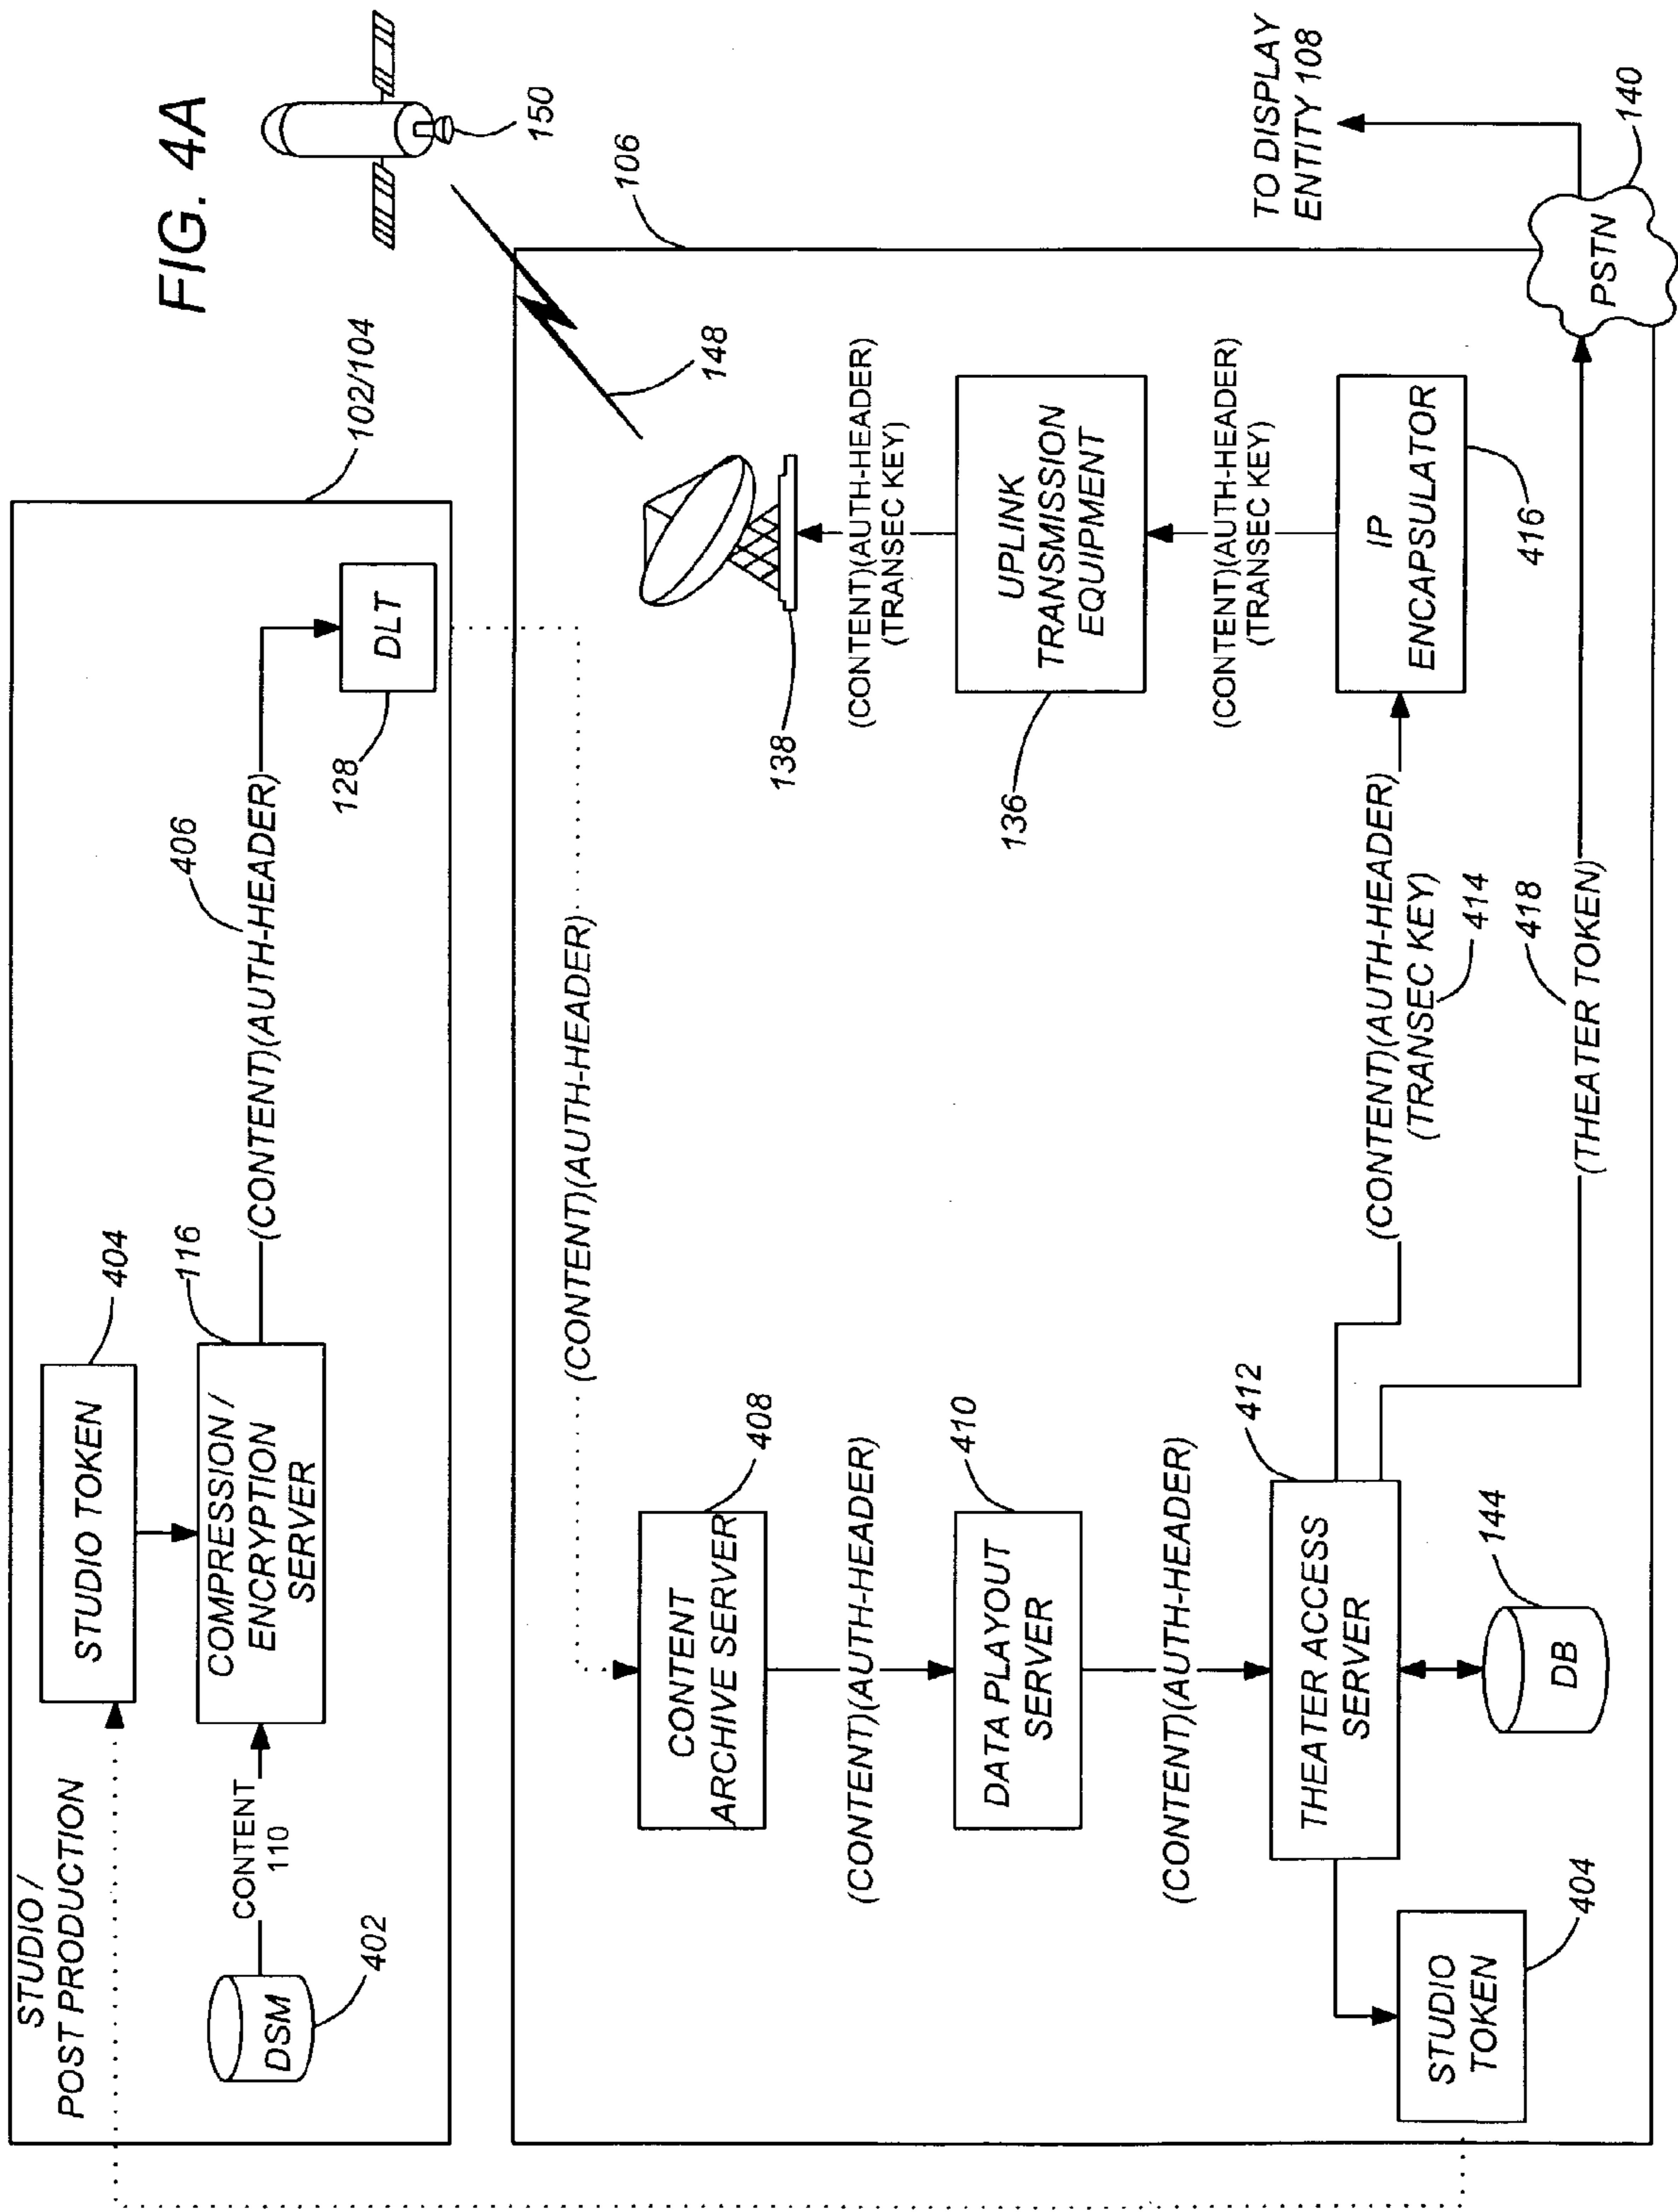 FIG. 4A
STUDIO /
POST PRODUCTION
STUDIO TOKEN
404
116
COMPRESSION /
ENCRYPTION
SERVER
CONTENT
110
DSM
402
(CONTENT)(AUTH-HEADER)
406
DLT
128
102/104
150
148
106
(CONTENT)(AUTH-HEADER)
CONTENT
ARCHIVE SERVER
408
(CONTENT)(AUTH-HEADER)
DATA PLAYOUT
SERVER
410
(CONTENT)(AUTH-HEADER)
THEATER ACCESS
SERVER
412
DB
144
STUDIO
TOKEN
404
138
(CONTENT)(AUTH-HEADER)
(TRANSEC KEY)
UPLINK
TRANSMISSION
EQUIPMENT
136
(CONTENT)(AUTH-HEADER)
(TRANSEC KEY)
IP
ENCAPSULATOR
416
(CONTENT)(AUTH-HEADER)
(TRANSEC KEY)
414
418
(THEATER TOKEN)
PSTN
140
TO DISPLAY
ENTITY 108